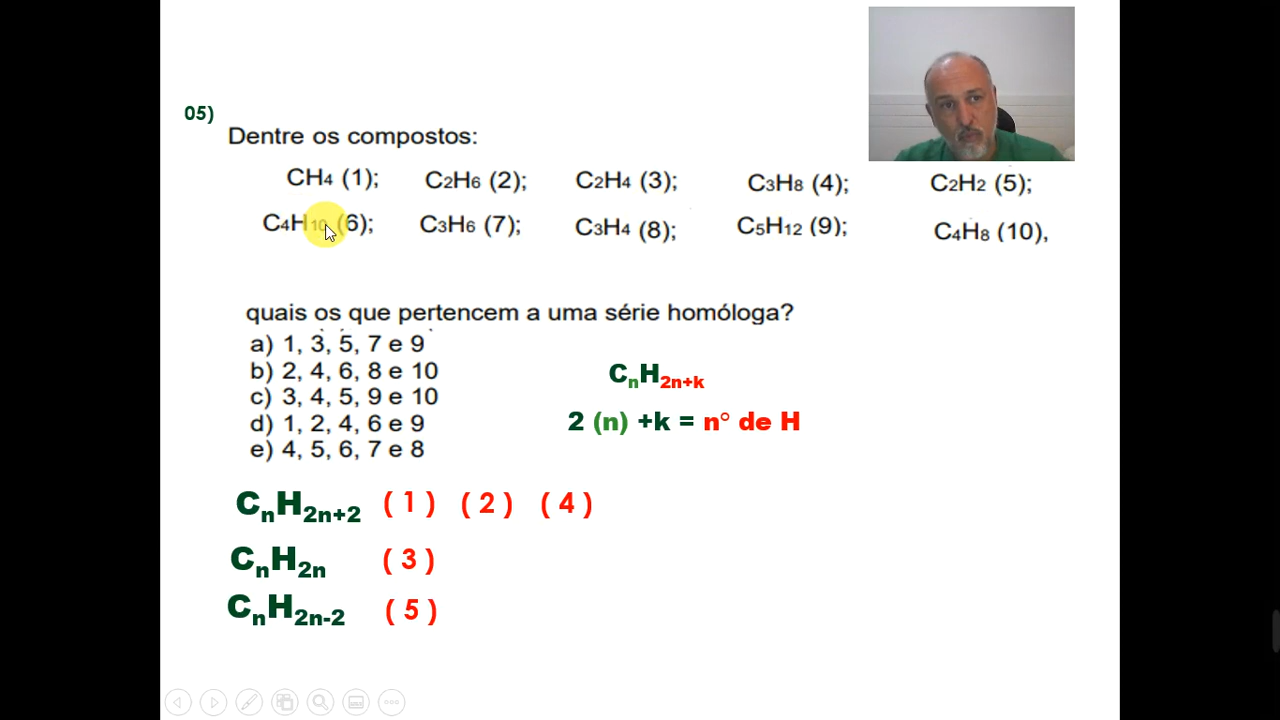 05)
Dentre os compostos:
CH4 (1); C2H6 (2); C2H4 (3); C3H8 (4); C2H2 (5);
C4H10 (6); C3H6 (7); C3H4 (8); C5H12 (9); C4H8 (10),
quais os que pertencem a uma série homóloga?
a) 1, 3, 5, 7 e 9
b) 2, 4, 6, 8 e 10
c) 3, 4, 5, 9 e 10
d) 1, 2, 4, 6 e 9
e) 4, 5, 6, 7 e 8
CnH2n+k
2 (n) +k = n° de H
CnH2n+2 ( 1 ) ( 2 ) ( 4 )
CnH2n ( 3 )
CnH2n-2 ( 5 )